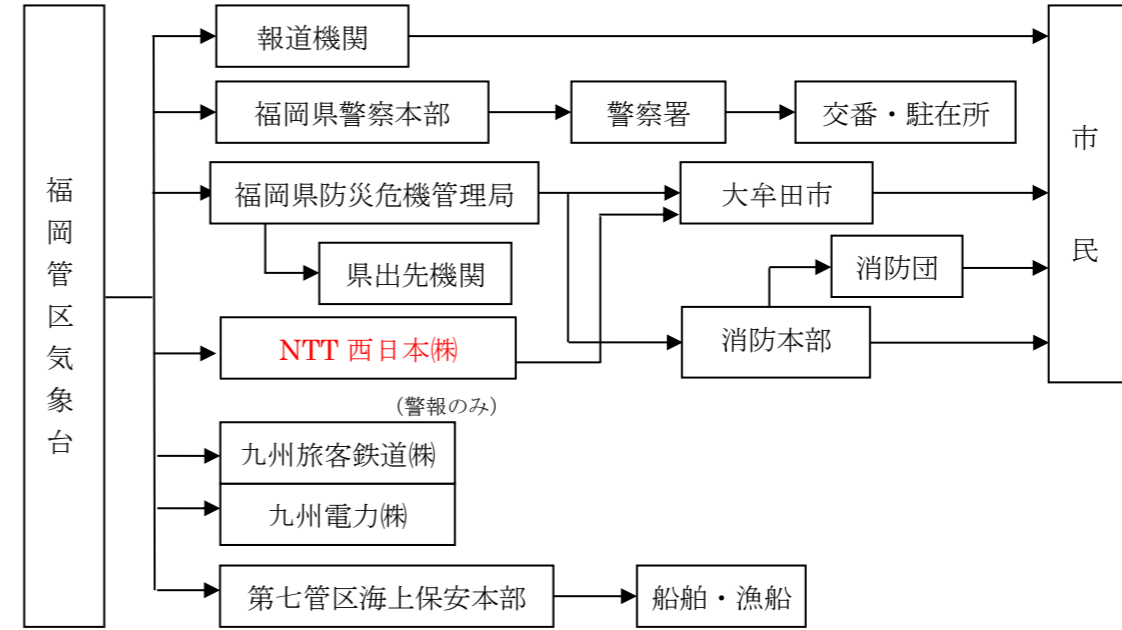 福岡管区気象台
報道機関
福岡県警察本部
警察署
交番・駐在所
福岡県防災危機管理局
大牟田市
県出先機関
消防団
消防本部
NTT 西日本㈱
(警報のみ)
九州旅客鉄道㈱
九州電力㈱
第七管区海上保安本部
船舶・漁船
市民